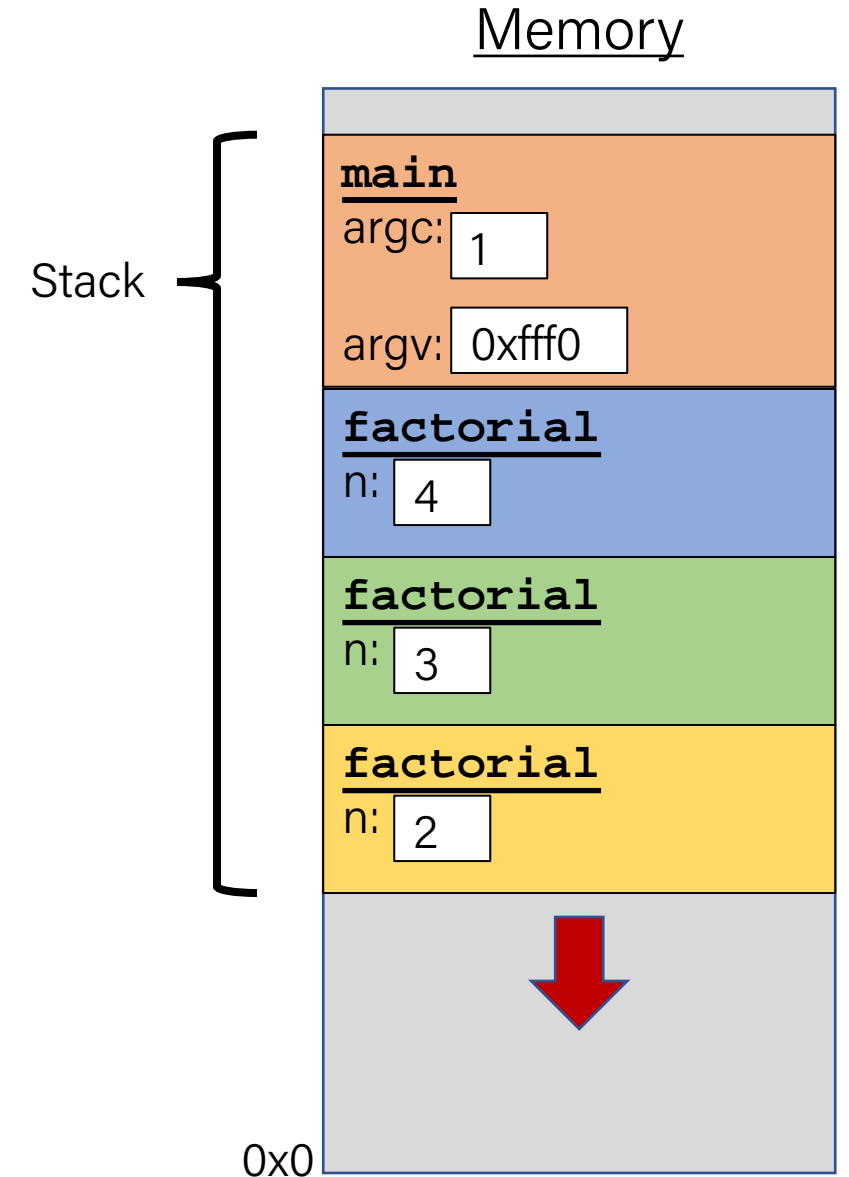 Memory
main
argc: 1
Stack
argv: 0xfff0
factorial
n: 4
factorial
n: 3
factorial
n: 2
0x0